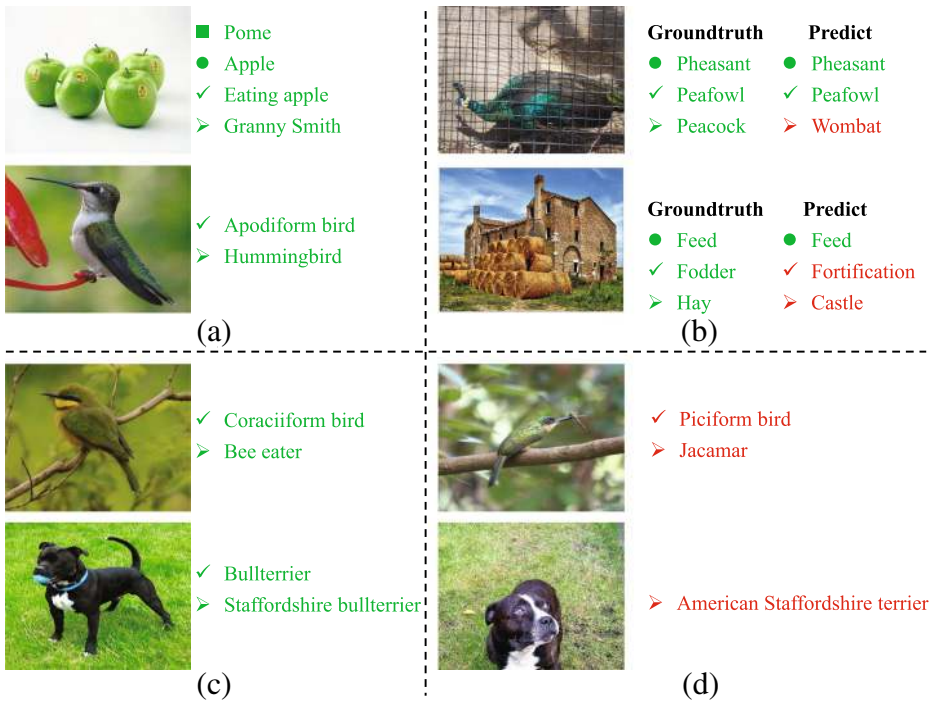 ■ Pome
● Apple
✓ Eating apple
➢ Granny Smith
✓ Apodiform bird
➢ Hummingbird
(a)
Groundtruth Predict
● Pheasant ● Pheasant
✓ Peafowl ✓ Peafowl
➢ Peacock ➢ Wombat
Groundtruth Predict
● Feed ● Feed
✓ Fodder ✓ Fortification
➢ Hay ➢ Castle
(b)
✓ Coraciiform bird
➢ Bee eater
✓ Bullterrier
➢ Staffordshire bullterrier
(c)
✓ Piciform bird
➢ Jacamar
➢ American Staffordshire terrier
(d)